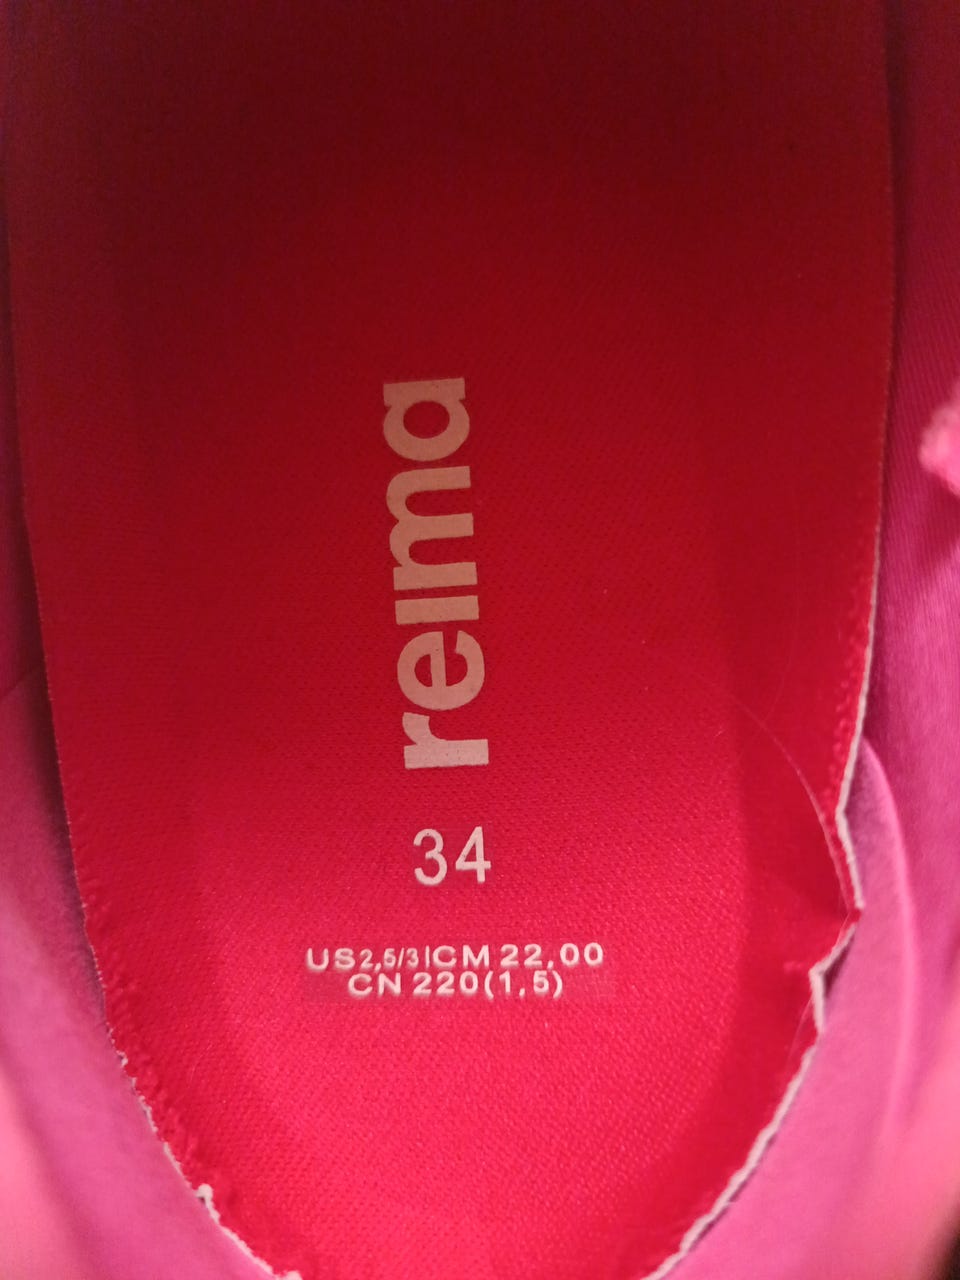 reima
34
US2,5/3|CM 22,00
CN 220(1,5)